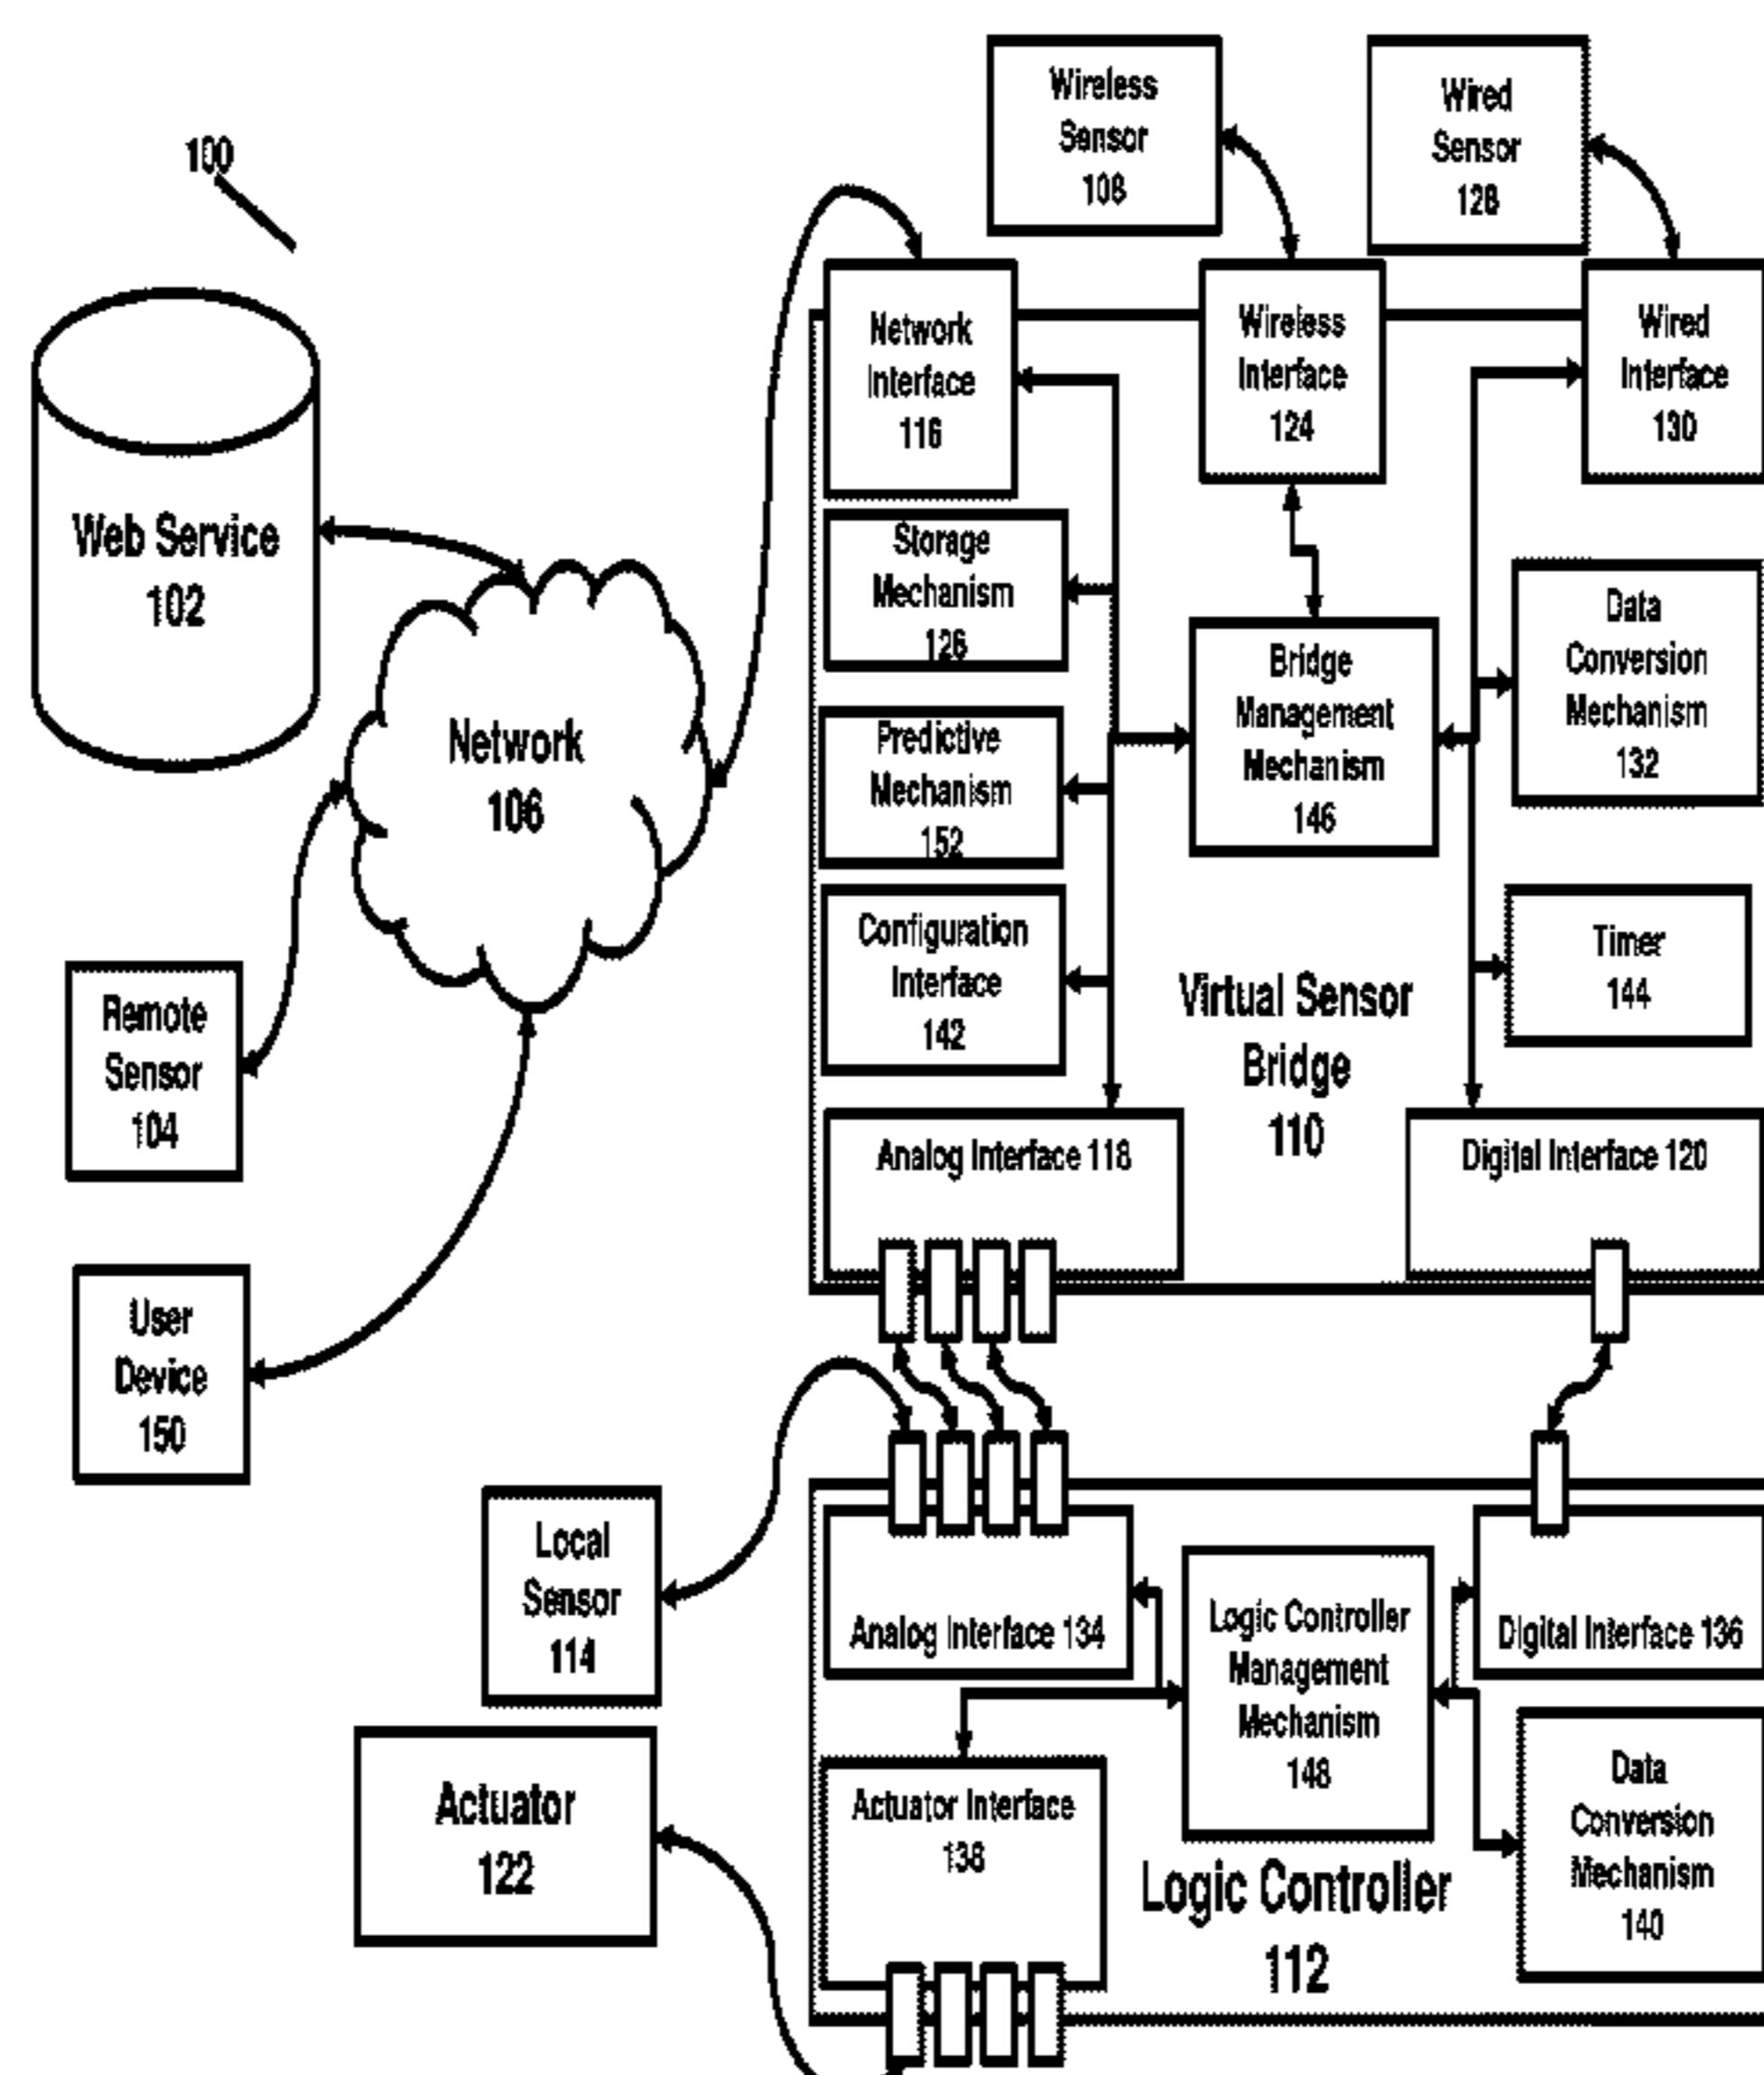 100
Web Service
102
Network
106
Remote
Sensor
104
User
Device
150
Local
Sensor
114
Actuator
122
Wireless
Sensor
108
Wired
Sensor
128
Network
Interface
116
Wireless
Interface
124
Wired
Interface
130
Storage
Mechanism
126
Predictive
Mechanism
152
Configuration
Interface
142
Bridge
Management
Mechanism
146
Data
Conversion
Mechanism
132
Timer
144
Virtual Sensor
Bridge
110
Analog Interface 118
Digital Interface 120
Analog Interface 134
Logic Controller
Management
Mechanism
148
Digital Interface 136
Actuator Interface
138
Data
Conversion
Mechanism
140
Logic Controller
112